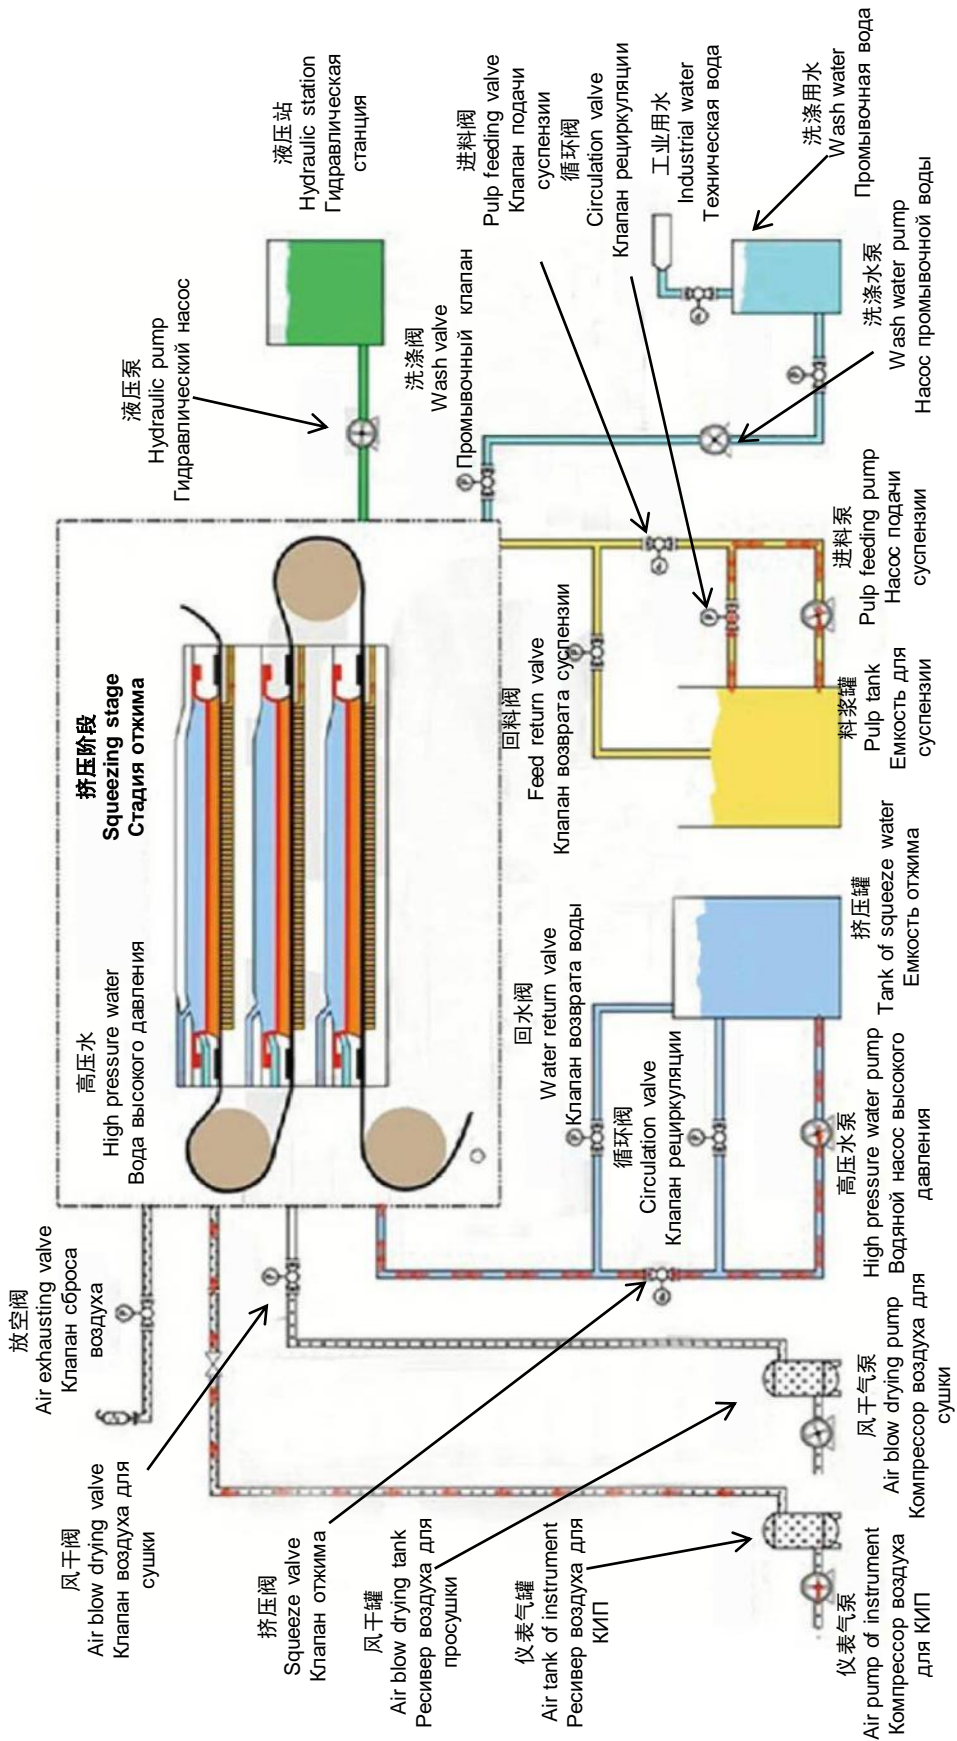 放空阀
Air exhausting valve
Клапан сброса
воздуха
高压水
High pressure water
Вода высокого давления
挤压阶段
Squeezing stage
Стадия отжима
液压泵
Hydraulic pump
Гидравлический насос
液压站
Hydraulic station
Гидравлическая
станция
风干阀
Air blow drying valve
Клапан воздуха для
сушки
挤压阀
Squeeze valve
Клапан отжима
风干罐
Air blow drying tank
Ресивер воздуха для
просушки
仪表气罐
Air tank of instrument
Ресивер воздуха для
КИП
仪表气泵
Air pump of instrument
Компрессор воздуха
для КИП
风干气泵
Air blow drying pump
Компрессор воздуха для
сушки
回水阀
Water return valve
Клапан возврата воды
循环阀
Circulation valve
Клапан рециркуляции
高压水泵
High pressure water pump
Водяной насос высокого
давления
挤压罐
Tank of squeeze water
Емкость отжима
回料阀
Feed return valve
Клапан возврата суспензии
料浆罐
Pulp tank
Емкость для
суспензии
进料泵
Pulp feeding pump
Насос подачи
суспензии
洗涤阀
Wash valve
Промывочный клапан
进料阀
Pulp feeding valve
Клапан подачи
суспензии
循环阀
Circulation valve
Клапан рециркуляции
工业用水
Industrial water
Техническая вода
洗涤水泵
Wash water pump
Насос промывочной воды
洗涤用水
Wash water
Промывочная вода